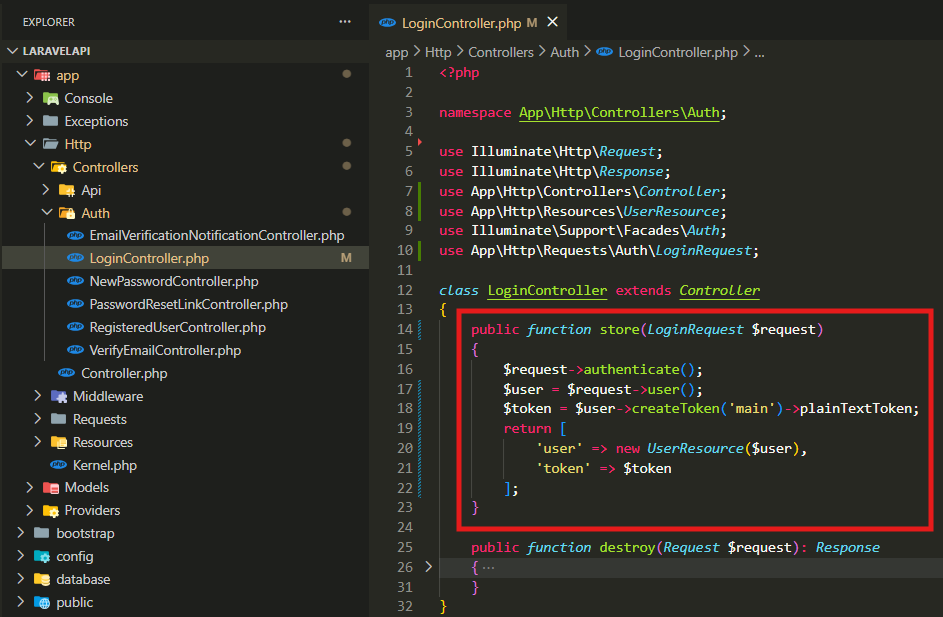 EXPLORER
LARAVELAPI
app
Console
Exceptions
Http
Controllers
Api
Auth
EmailVerificationNotificationController.php
LoginController.php M
NewPasswordController.php
PasswordResetLinkController.php
RegisteredUserController.php
VerifyEmailController.php
Controller.php
Middleware
Requests
Resources
Kernel.php
Models
Providers
bootstrap
config
database
public
LoginController.php M
app > Http > Controllers > Auth > LoginController.php > ...
1 <?php
2
3 namespace App\Http\Controllers\Auth;
4
5 use Illuminate\Http\Request;
6 use Illuminate\Http\Response;
7 use App\Http\Controllers\Controller;
8 use App\Http\Resources\UserResource;
9 use Illuminate\Support\Facades\Auth;
10 use App\Http\Requests\Auth\LoginRequest;
11
12 class LoginController extends Controller
13 {
14 public function store(LoginRequest $request)
15 {
16 $request->authenticate();
17 $user = $request->user();
18 $token = $user->createToken('main')->plainTextToken;
19 return [
20 'user' => new UserResource($user),
21 'token' => $token
22 ];
23 }
24
25 public function destroy(Request $request): Response
26 { ...
31 }
32 }